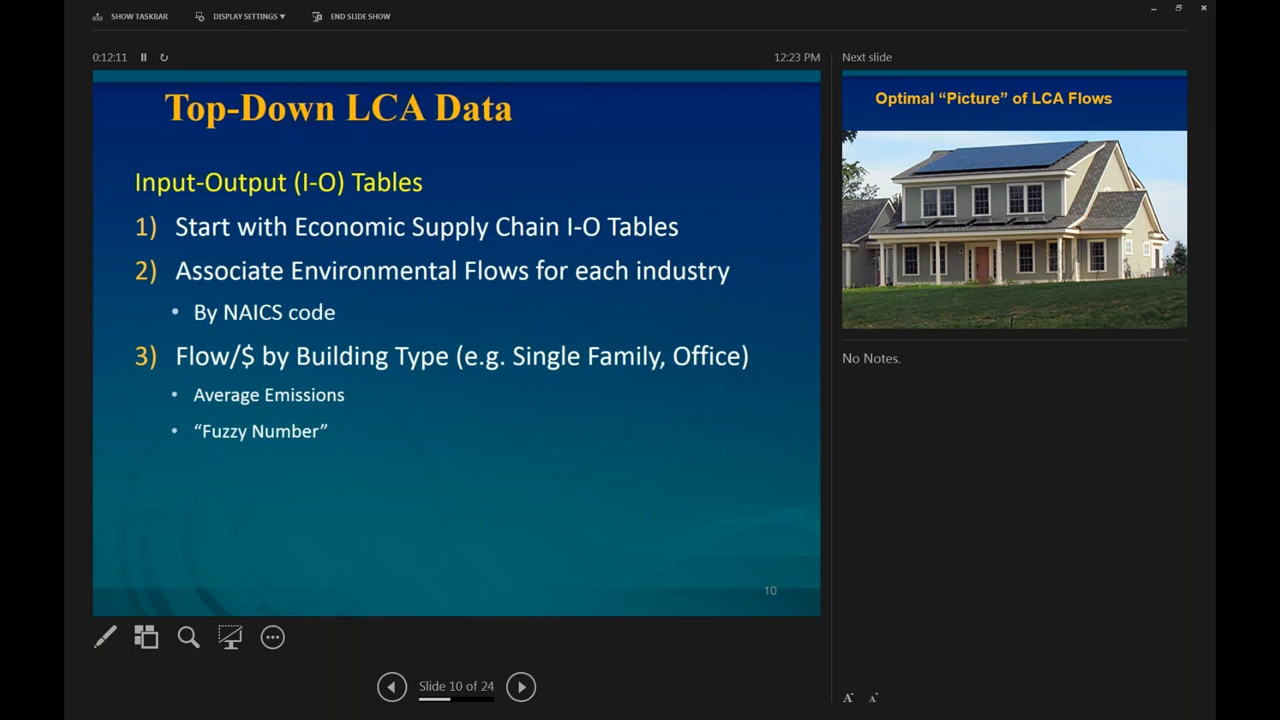 SHOW TASKBAR
DISPLAY SETTINGS ▼
END SLIDE SHOW
0:12:11
12:23 PM
Top-Down LCA Data
Input-Output (I-O) Tables
1) Start with Economic Supply Chain I-O Tables
2) Associate Environmental Flows for each industry
• By NAICS code
3) Flow/$ by Building Type (e.g. Single Family, Office)
• Average Emissions
• “Fuzzy Number”
10
Slide 10 of 24
Next slide
Optimal “Picture” of LCA Flows
No Notes.
A A